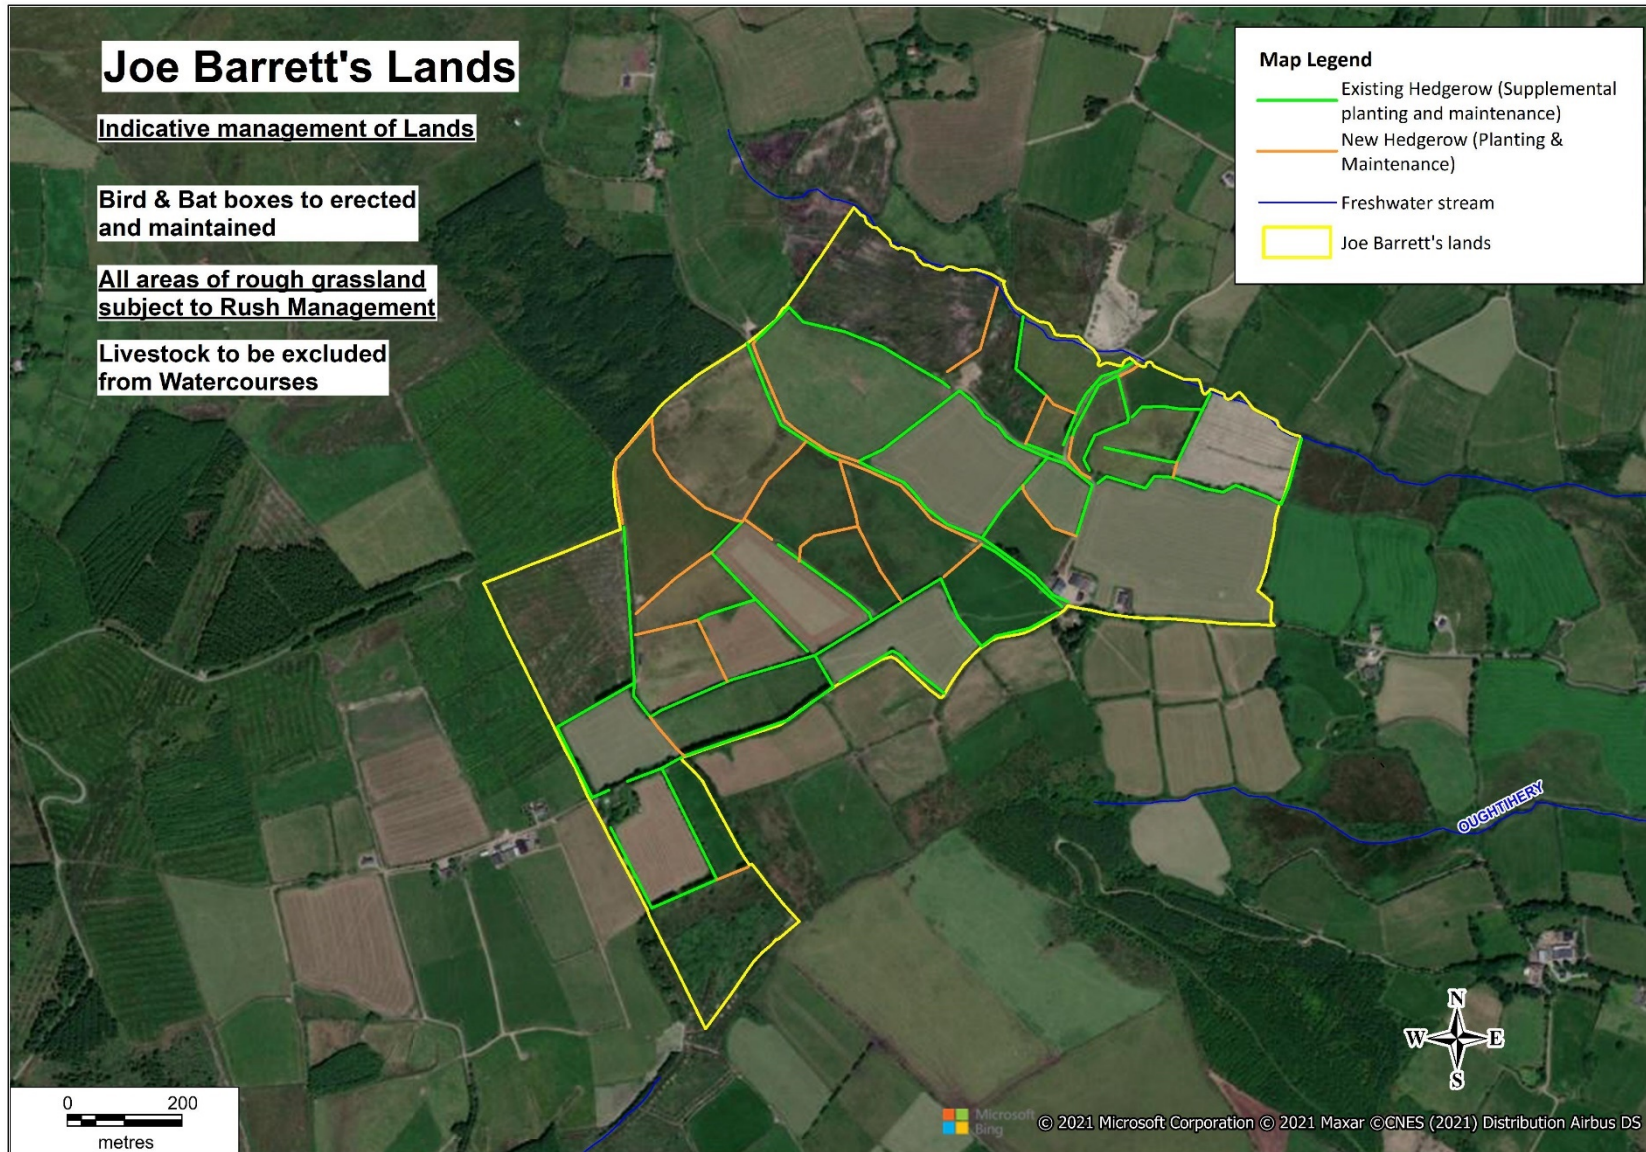 Joe Barrett's Lands
Indicative management of Lands
Bird & Bat boxes to erected
and maintained
All areas of rough grassland
subject to Rush Management
Livestock to be excluded
from Watercourses
Map Legend
Existing Hedgerow (Supplemental
planting and maintenance)
New Hedgerow (Planting &
Maintenance)
Freshwater stream
Joe Barrett's lands
OUGHTIHERY
N
W E
S
0 200
metres
Microsoft
Bing
© 2021 Microsoft Corporation © 2021 Maxar ©CNES (2021) Distribution Airbus DS